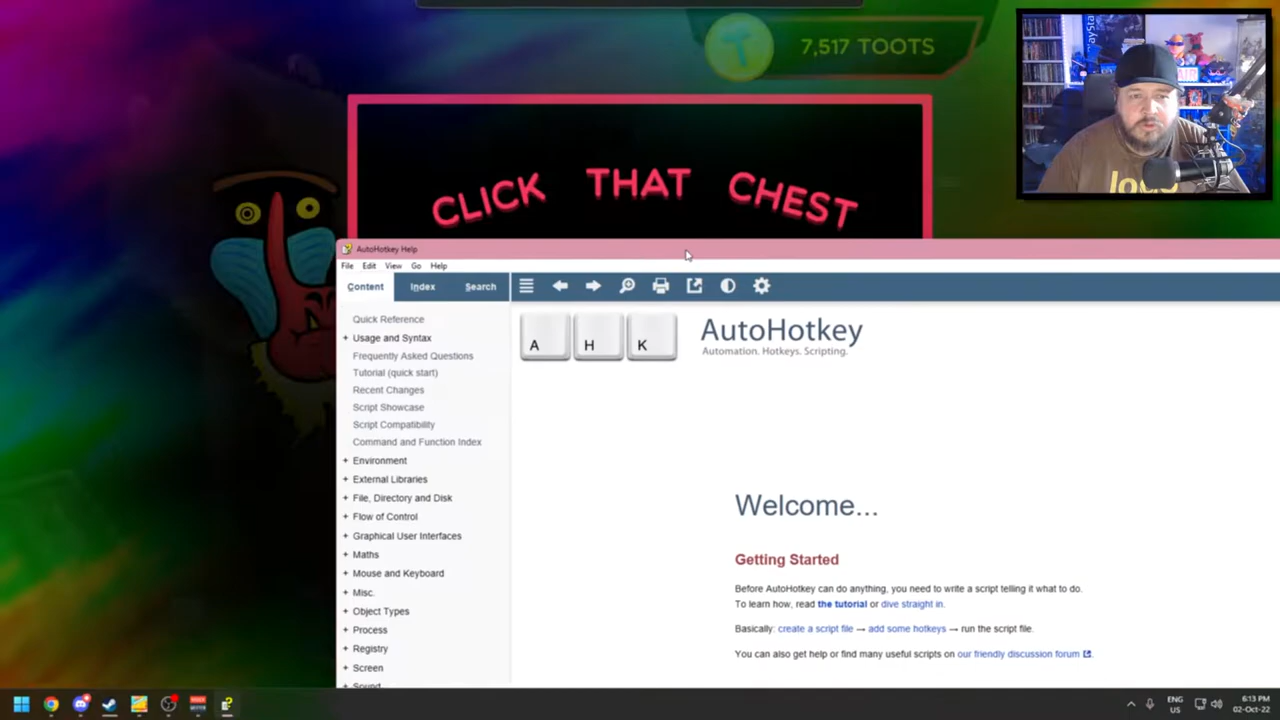 7,517 TOOTS
CLICK THAT CHEST
AutoHotkey Help
File Edit View Go Help
Content Index Search
Quick Reference
+ Usage and Syntax
Frequently Asked Questions
Tutorial (quick start)
Recent Changes
Script Showcase
Script Compatibility
Command and Function Index
+ Environment
+ External Libraries
+ File, Directory and Disk
+ Flow of Control
+ Graphical User Interfaces
+ Maths
+ Mouse and Keyboard
+ Misc.
+ Object Types
+ Process
+ Registry
+ Screen
+ Sound
A H K
AutoHotkey
Automation. Hotkeys. Scripting.
Welcome...
Getting Started
Before AutoHotkey can do anything, you need to write a script telling it what to do.
To learn how, read the tutorial or dive straight in.
Basically: create a script file → add some hotkeys → run the script file.
You can also get help or find many useful scripts on our friendly discussion forum.
ENG
US
6:13 PM
02-Oct-22